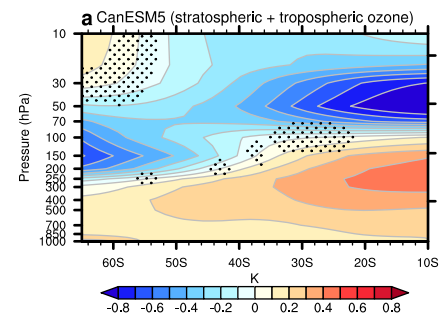 a CanESM5 (stratospheric + tropospheric ozone)
Pressure (hPa)
10
30
50
70
100
150
200
250
300
400
500
700
850
1000
60S 50S 40S 30S 20S 10S
K
-0.8 -0.6 -0.4 -0.2 0 0.2 0.4 0.6 0.8